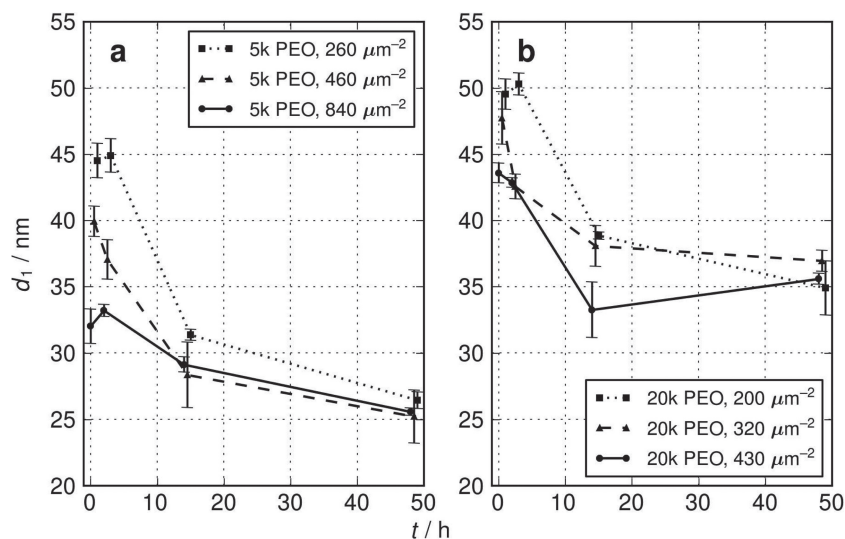 a
5k PEO, 260 μm⁻²
5k PEO, 460 μm⁻²
5k PEO, 840 μm⁻²
b
20k PEO, 200 μm⁻²
20k PEO, 320 μm⁻²
20k PEO, 430 μm⁻²
d₁ / nm
55
50
45
40
35
30
25
20
0 10 20 30 40 50
55
50
45
40
35
30
25
20
0 10 20 30 40 50
t / h